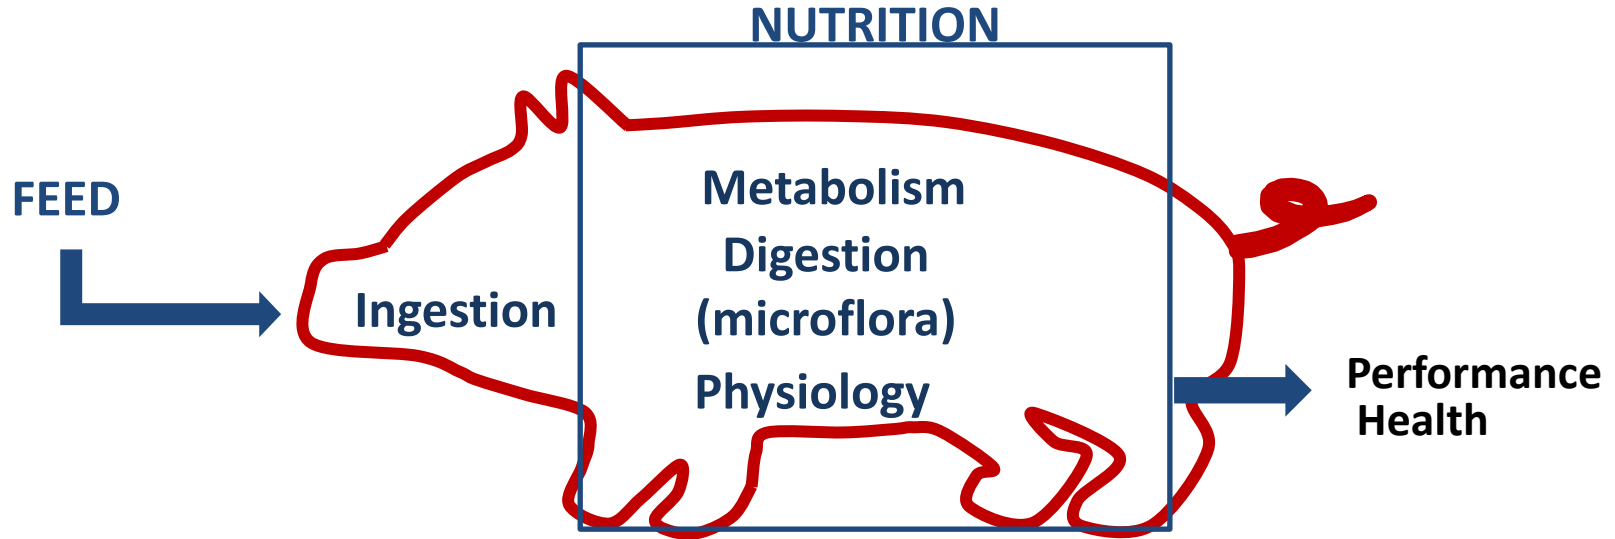 NUTRITION
FEED
Ingestion
Metabolism
Digestion
(microflora)
Physiology
Performance
Health